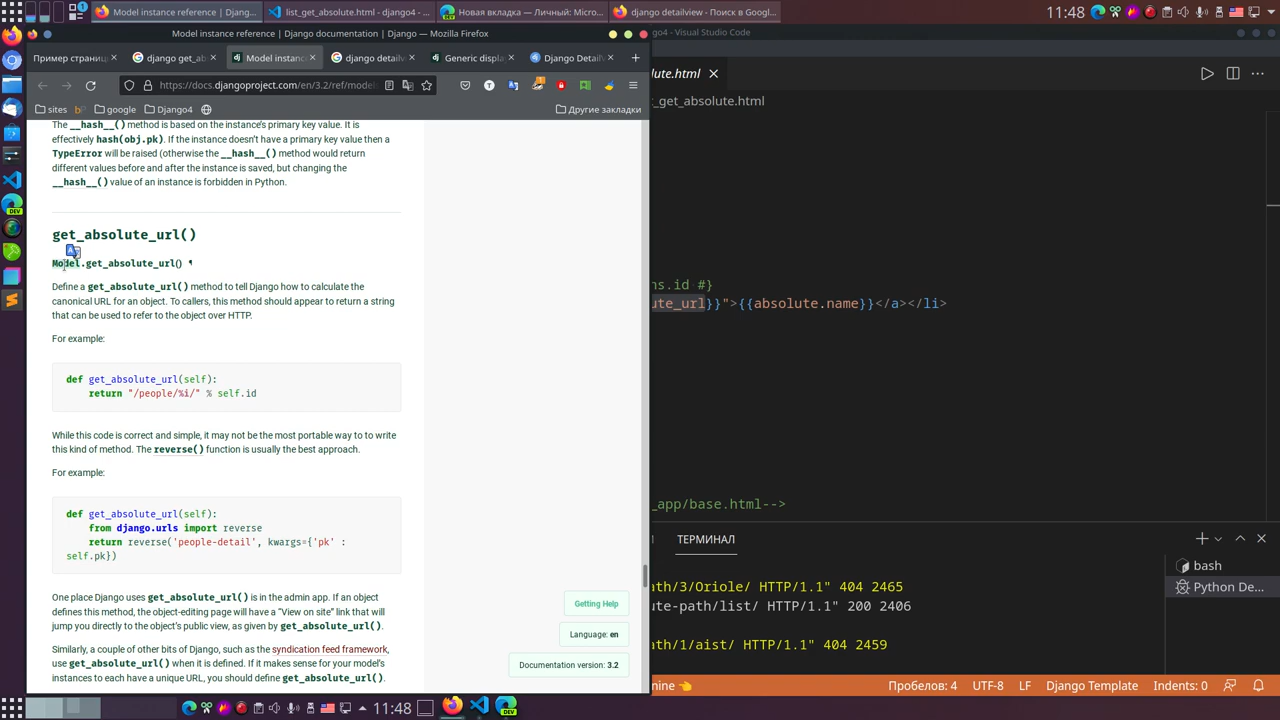 Model instance reference | Django
list_get_absolute.html - django4 - ...
Новая вкладка — Личный: Micro...
django detailview - Поиск в Googl...
11:48
Model instance reference | Django documentation | Django — Mozilla Firefox
go4 - Visual Studio Code
Пример страниц
django get_ab
Model instanc
django detailv
Generic displa
Django Detail
https://docs.djangoproject.com/en/3.2/ref/model
sites
google
Django4
Другие закладки
lute.html
_get_absolute.html
The __hash__() method is based on the instance's primary key value. It is
effectively hash(obj.pk). If the instance doesn't have a primary key value then a
TypeError will be raised (otherwise the __hash__() method would return
different values before and after the instance is saved, but changing the
__hash__() value of an instance is forbidden in Python.
get_absolute_url()
Model.get_absolute_url() ¶
Define a get_absolute_url() method to tell Django how to calculate the
canonical URL for an object. To callers, this method should appear to return a string
that can be used to refer to the object over HTTP.
For example:
def get_absolute_url(self):
return "/people/%i/" % self.id
While this code is correct and simple, it may not be the most portable way to to write
this kind of method. The reverse() function is usually the best approach.
For example:
def get_absolute_url(self):
from django.urls import reverse
return reverse('people-detail', kwargs={'pk' :
self.pk})
One place Django uses get_absolute_url() is in the admin app. If an object
defines this method, the object-editing page will have a "View on site" link that will
jump you directly to the object's public view, as given by get_absolute_url().
Similarly, a couple of other bits of Django, such as the syndication feed framework,
use get_absolute_url() when it is defined. If it makes sense for your model's
instances to each have a unique URL, you should define get_absolute_url().
Getting Help
Language: en
Documentation version: 3.2
ns.id #}
ute_url}}">{{absolute.name}}</a></li>
_app/base.html-->
ТЕРМИНАЛ
bash
Python De...
ath/3/Oriole/ HTTP/1.1" 404 2465
ute-path/list/ HTTP/1.1" 200 2406
ath/1/aist/ HTTP/1.1" 404 2459
nine 👈
Пробелов: 4
UTF-8
LF
Django Template
Indents: 0
11:48